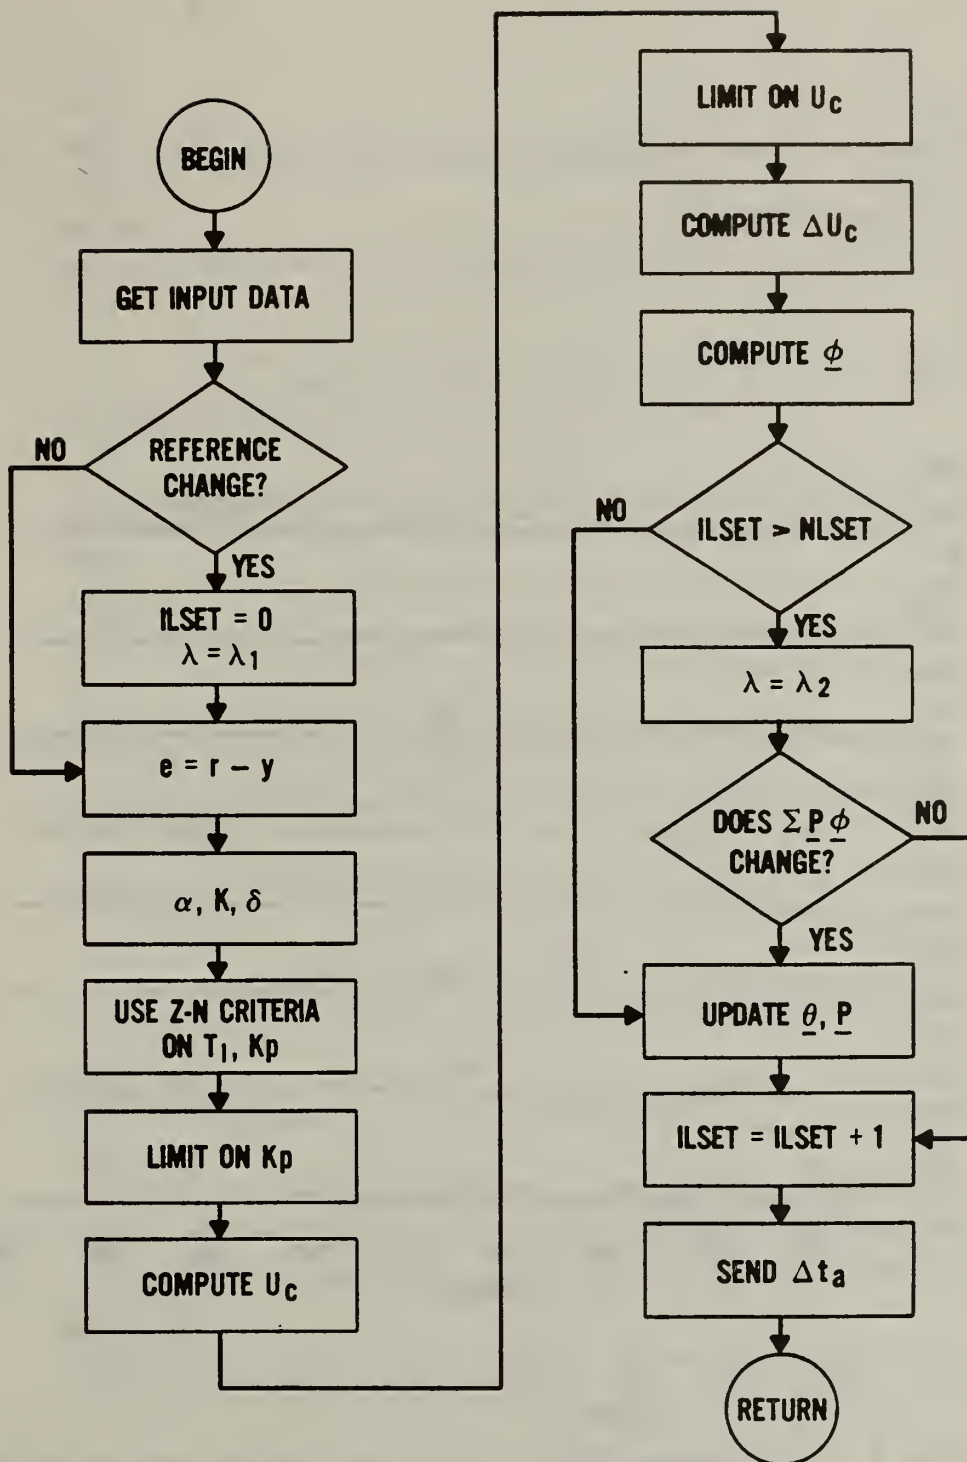 BEGIN
GET INPUT DATA
REFERENCE
CHANGE?
NO
YES
ILSET = 0
λ = λ1
e = r – y
α, K, δ
USE Z-N CRITERIA
ON TI, Kp
LIMIT ON Kp
COMPUTE Uc
LIMIT ON Uc
COMPUTE ΔUc
COMPUTE ϕ
ILSET > NLSET
NO
YES
λ = λ2
DOES Σ P ϕ
CHANGE?
NO
YES
UPDATE θ, P
ILSET = ILSET + 1
SEND Δta
RETURN